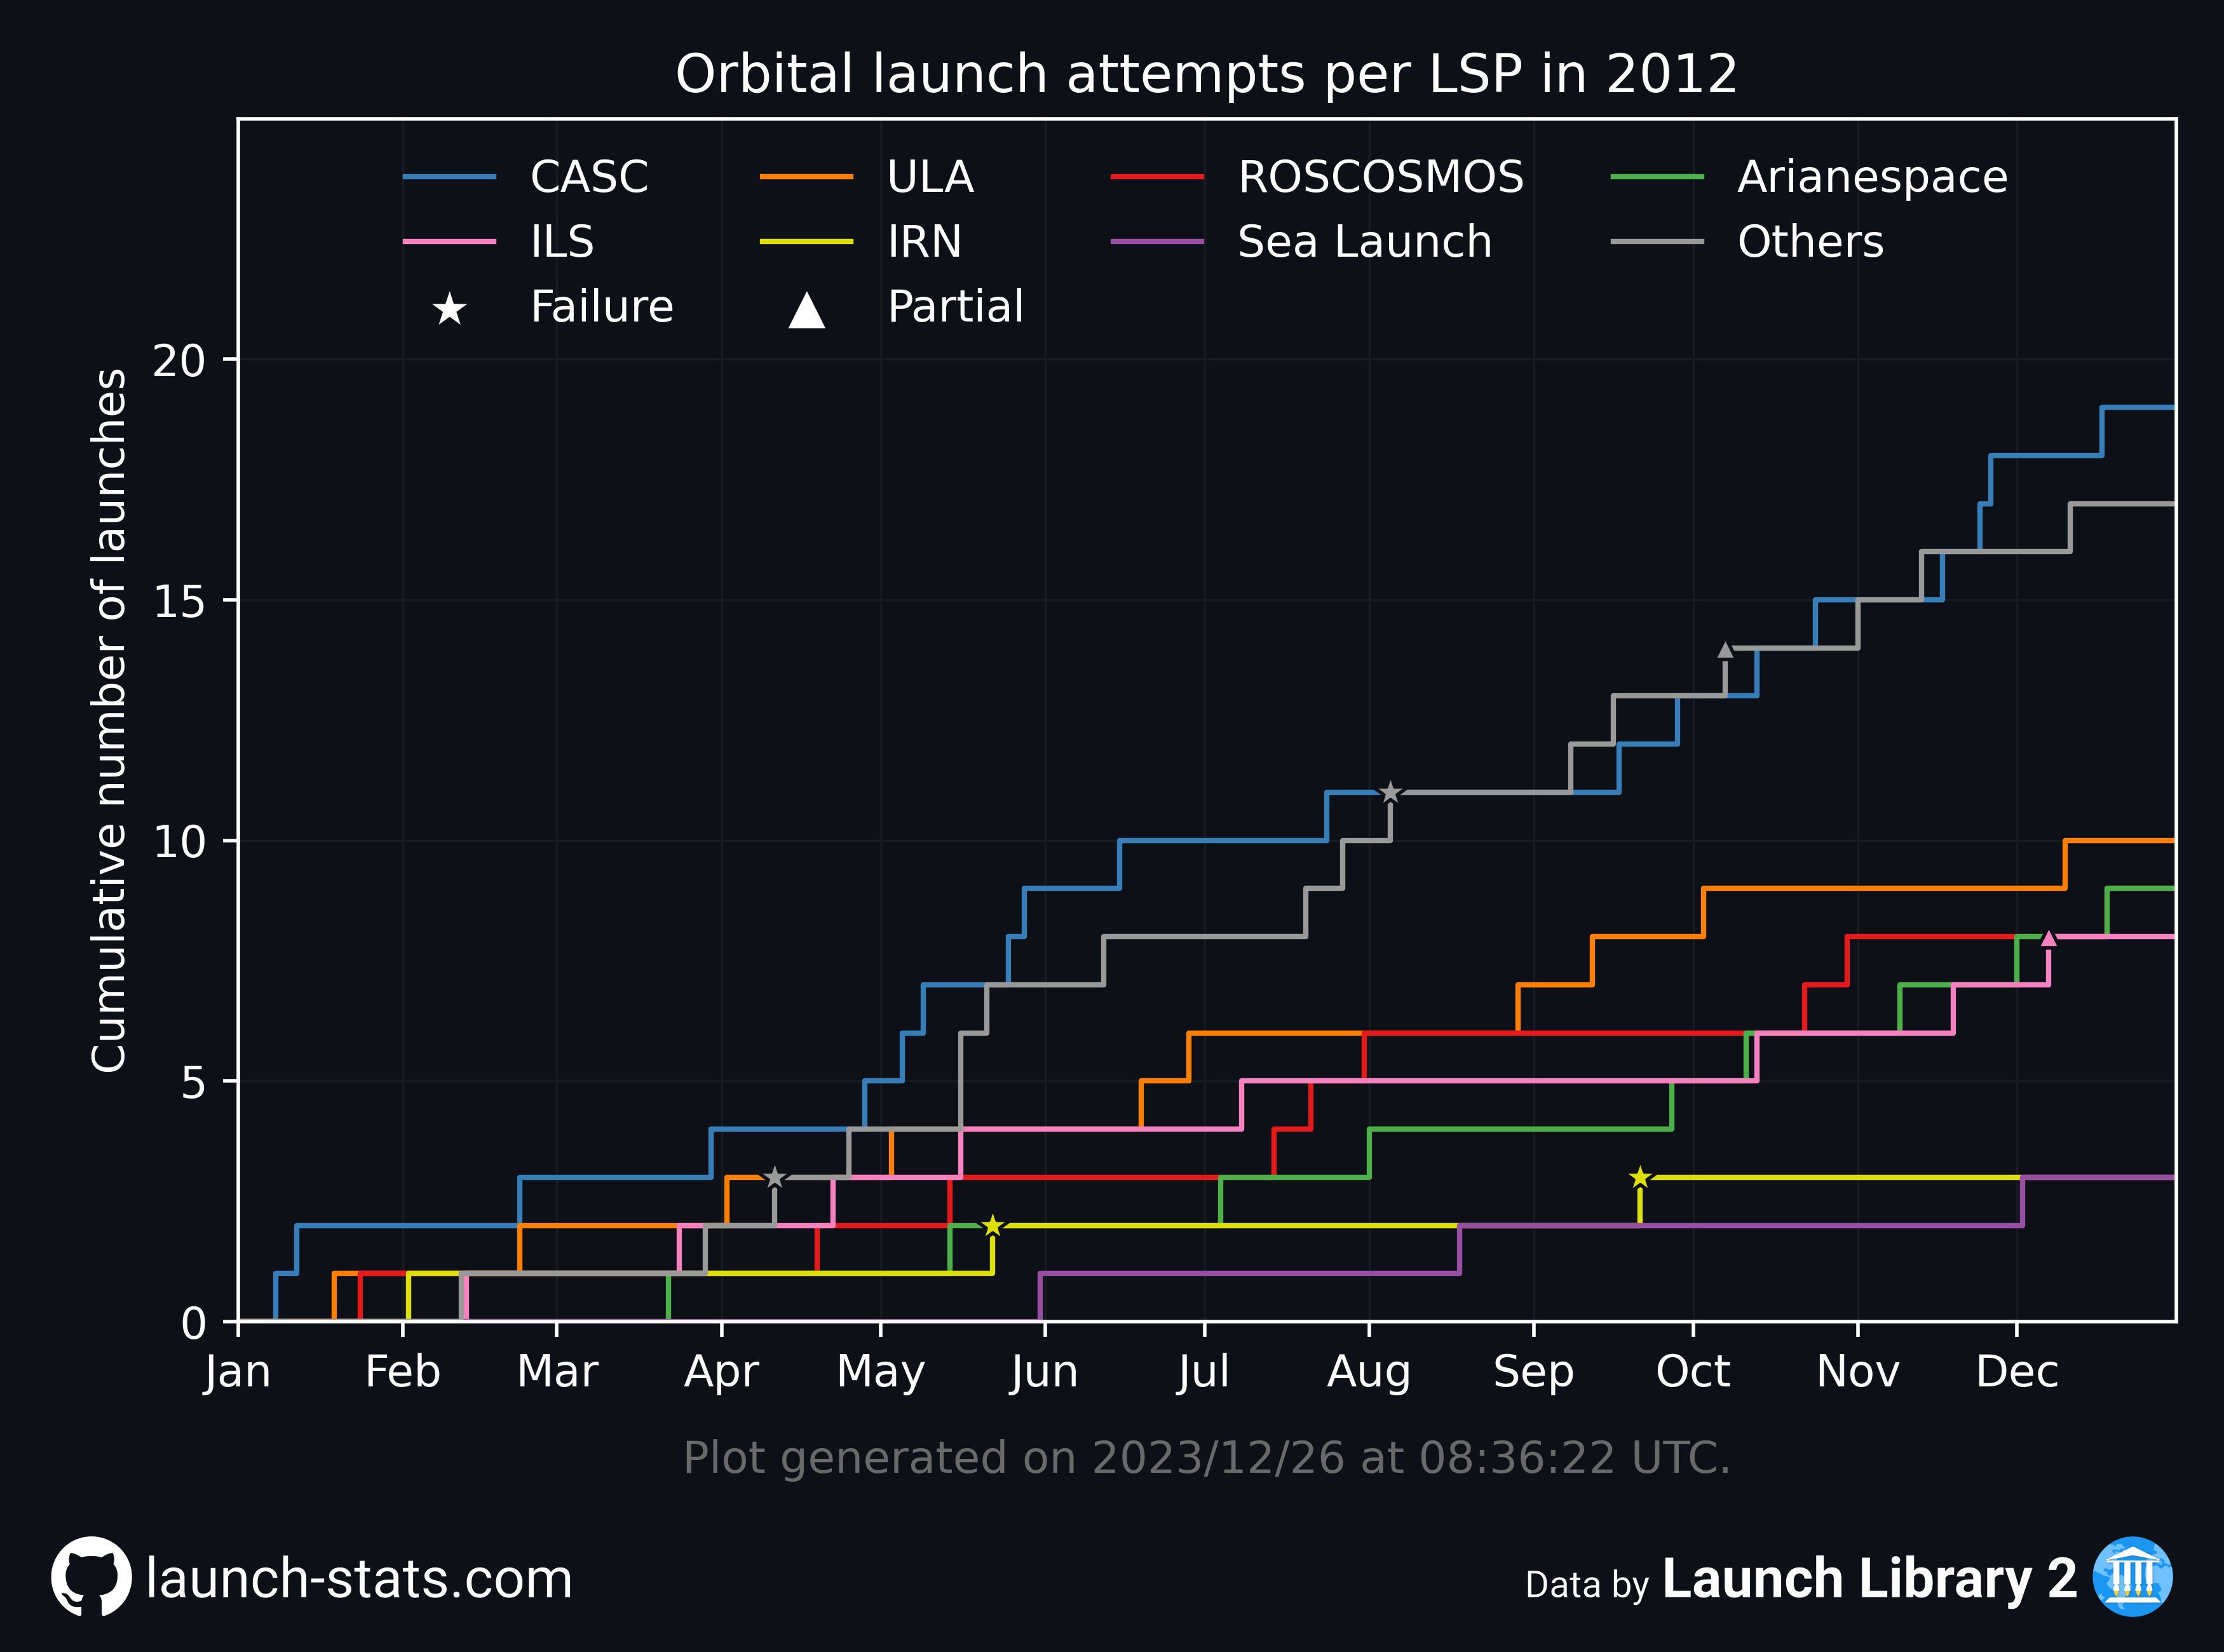 Orbital launch attempts per LSP in 2012
CASC ULA ROSCOSMOS Arianespace
ILS IRN Sea Launch Others
Failure Partial
Cumulative number of launches
20
15
10
5
0
Jan Feb Mar Apr May Jun Jul Aug Sep Oct Nov Dec
Plot generated on 2023/12/26 at 08:36:22 UTC.
launch-stats.com
Data by Launch Library 2